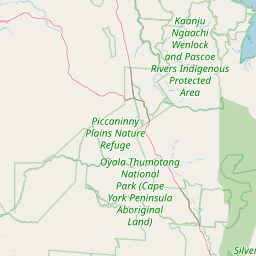 Kaanju
Ngaachi
Wenlock
and Pascoe
Rivers Indigenous
Protected
Area
Piccaninny
Plains Nature
Refuge
Oyala Thumotang
National
Park (Cape
York Peninsula
Aboriginal
Land)
Silver